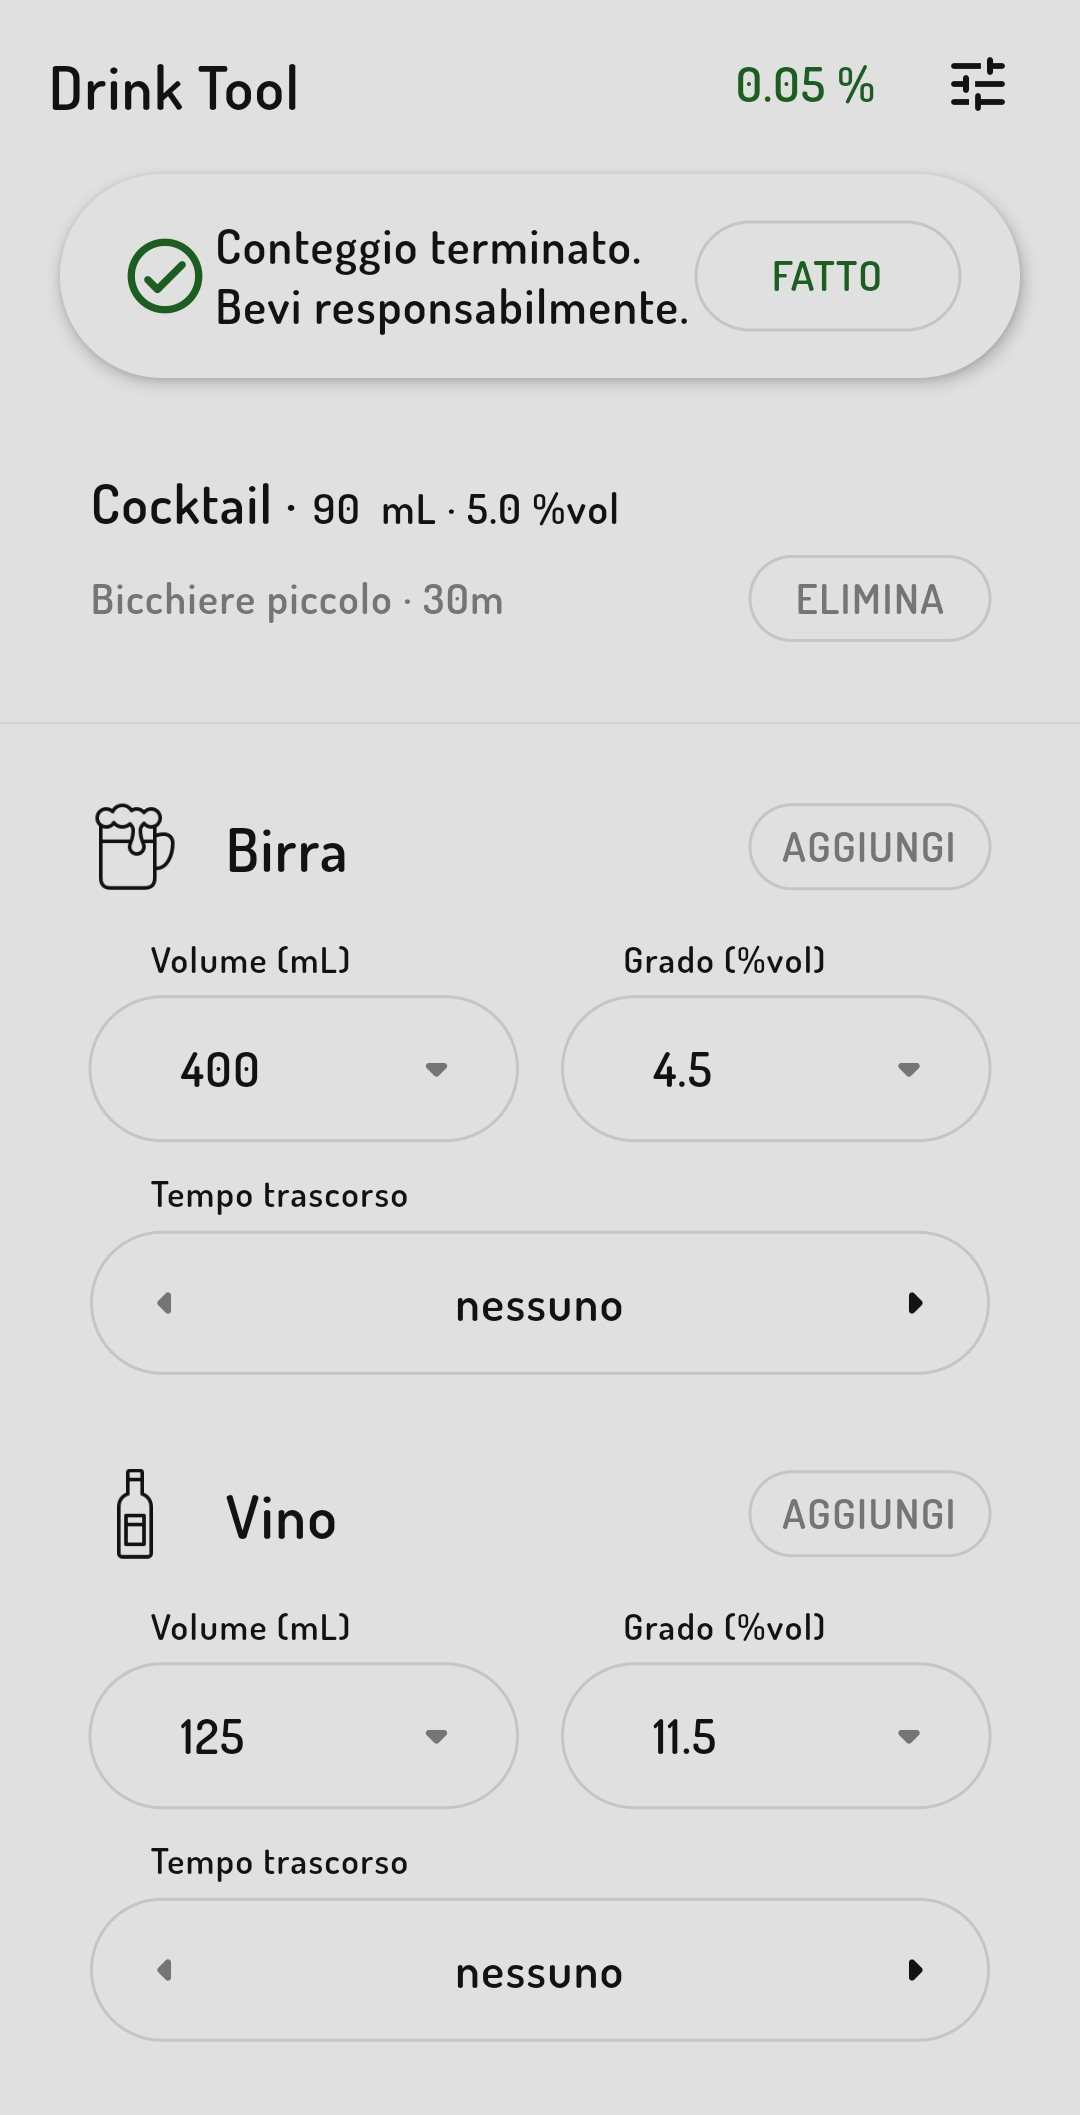 Drink Tool
0.05 %
Conteggio terminato.
Bevi responsabilmente.
FATTO
Cocktail · 90 mL · 5.0 %vol
Bicchiere piccolo · 30m
ELIMINA
Birra
AGGIUNGI
Volume (mL)
Grado (%vol)
400
4.5
Tempo trascorso
nessuno
Vino
AGGIUNGI
Volume (mL)
Grado (%vol)
125
11.5
Tempo trascorso
nessuno